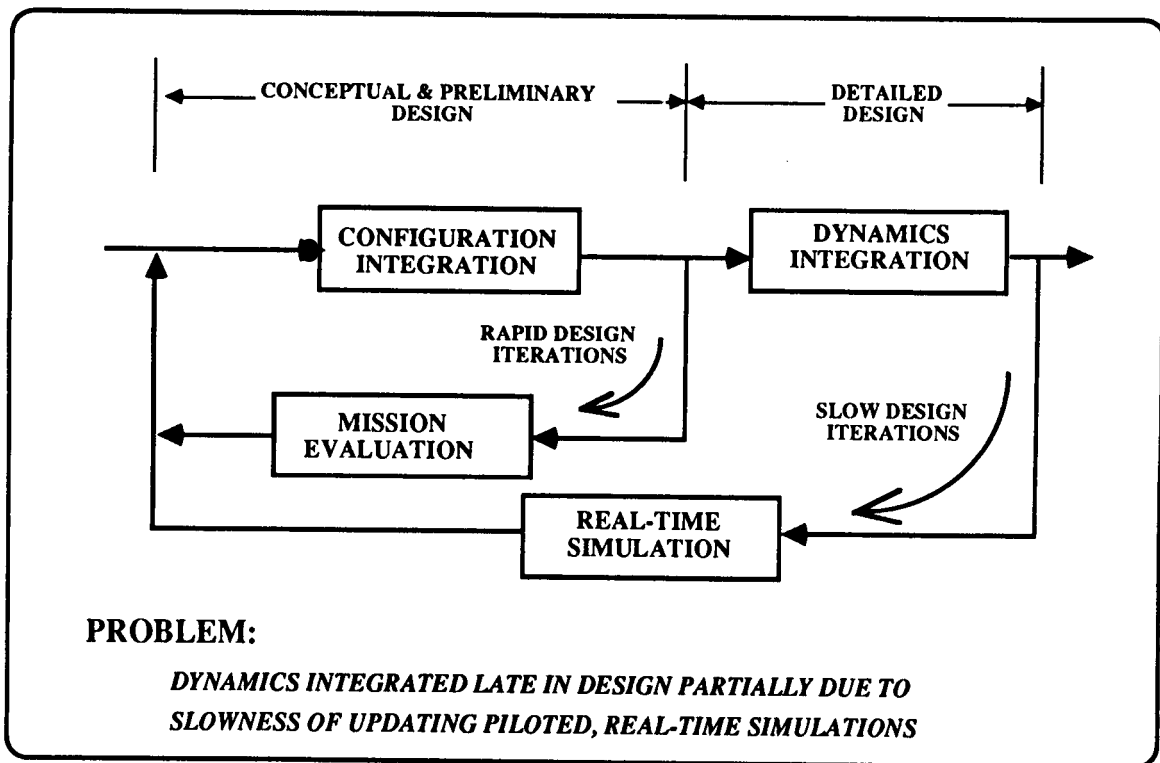 CONCEPTUAL & PRELIMINARY
DESIGN
DETAILED
DESIGN
CONFIGURATION
INTEGRATION
DYNAMICS
INTEGRATION
RAPID DESIGN
ITERATIONS
MISSION
EVALUATION
SLOW DESIGN
ITERATIONS
REAL-TIME
SIMULATION
PROBLEM:
DYNAMICS INTEGRATED LATE IN DESIGN PARTIALLY DUE TO
SLOWNESS OF UPDATING PILOTED, REAL-TIME SIMULATIONS